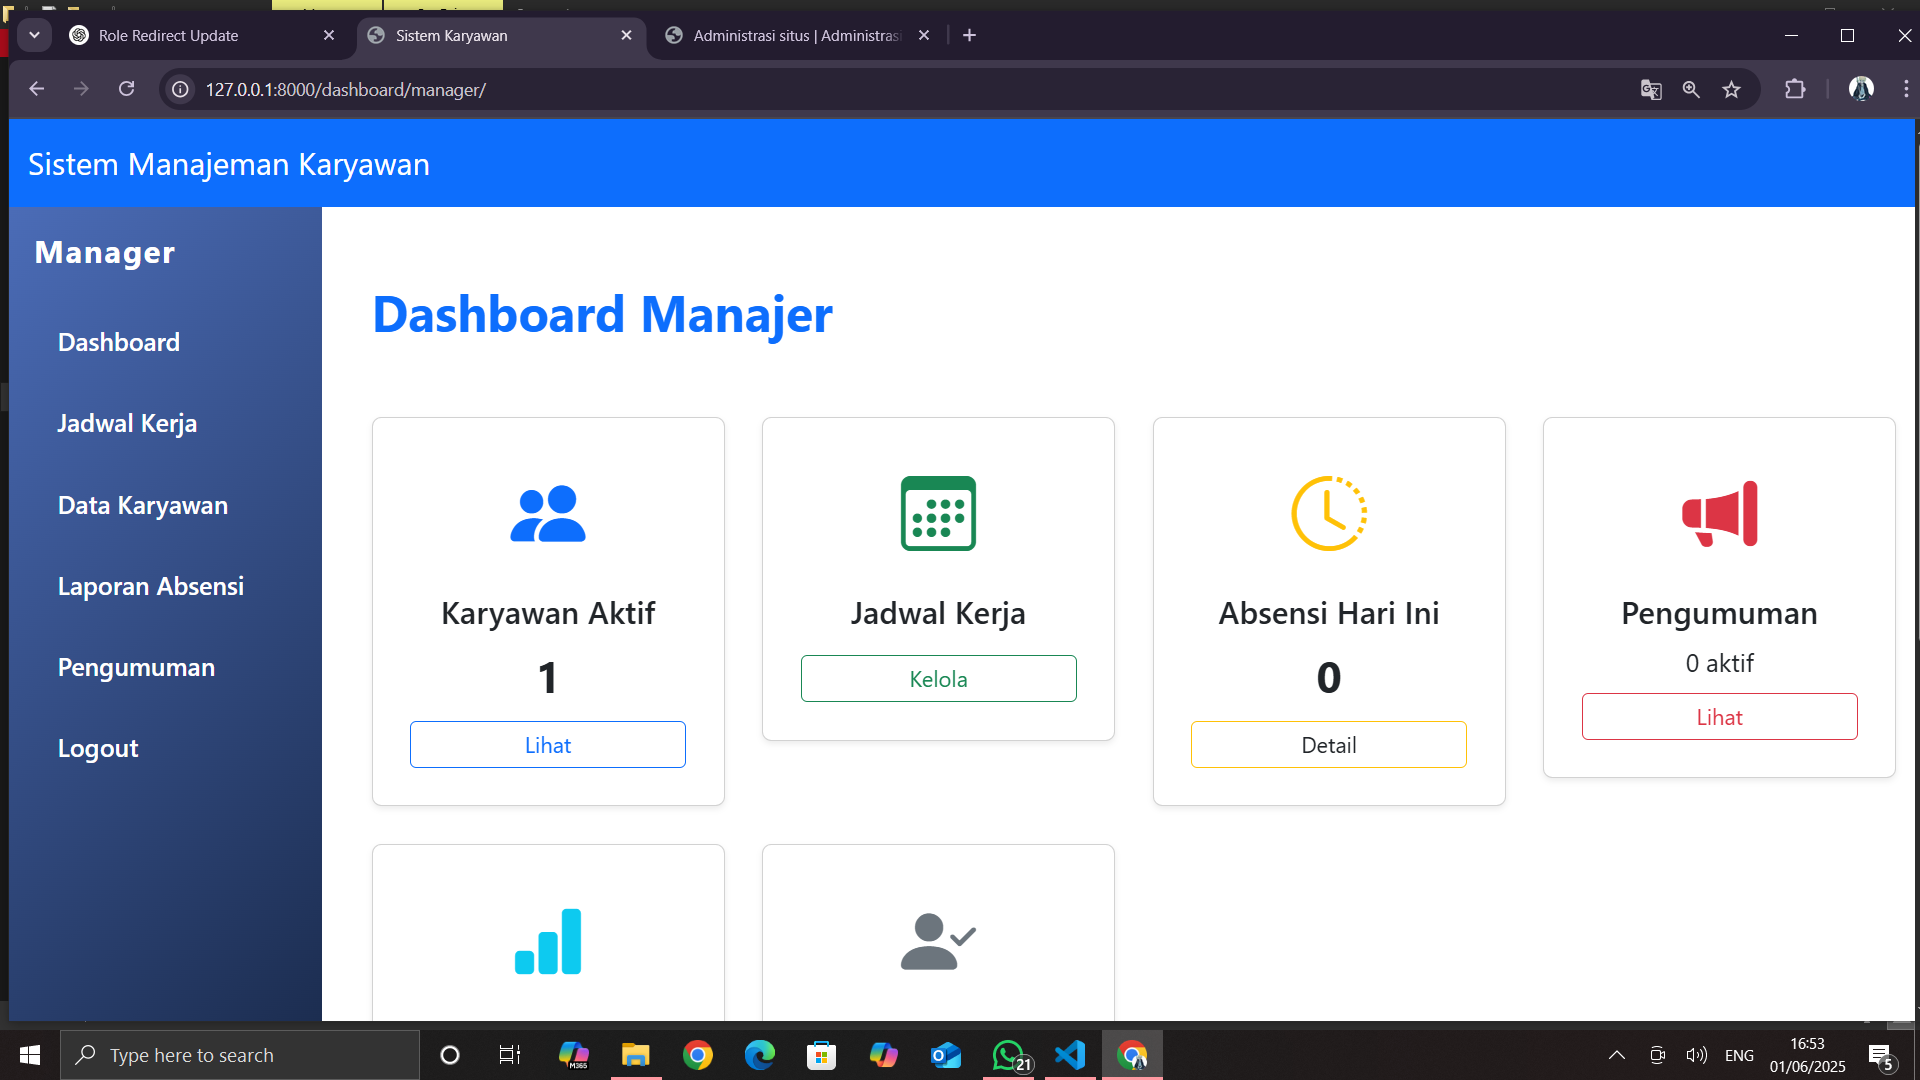 Role Redirect Update
Sistem Karyawan
Administrasi situs | Administrasi
127.0.0.1:8000/dashboard/manager/
Sistem Manajeman Karyawan
Manager
Dashboard
Jadwal Kerja
Data Karyawan
Laporan Absensi
Pengumuman
Logout
Dashboard Manajer
Karyawan Aktif
1
Lihat
Jadwal Kerja
Kelola
Absensi Hari Ini
0
Detail
Pengumuman
0 aktif
Lihat
Type here to search
M365
21
ENG
16:53
01/06/2025
5